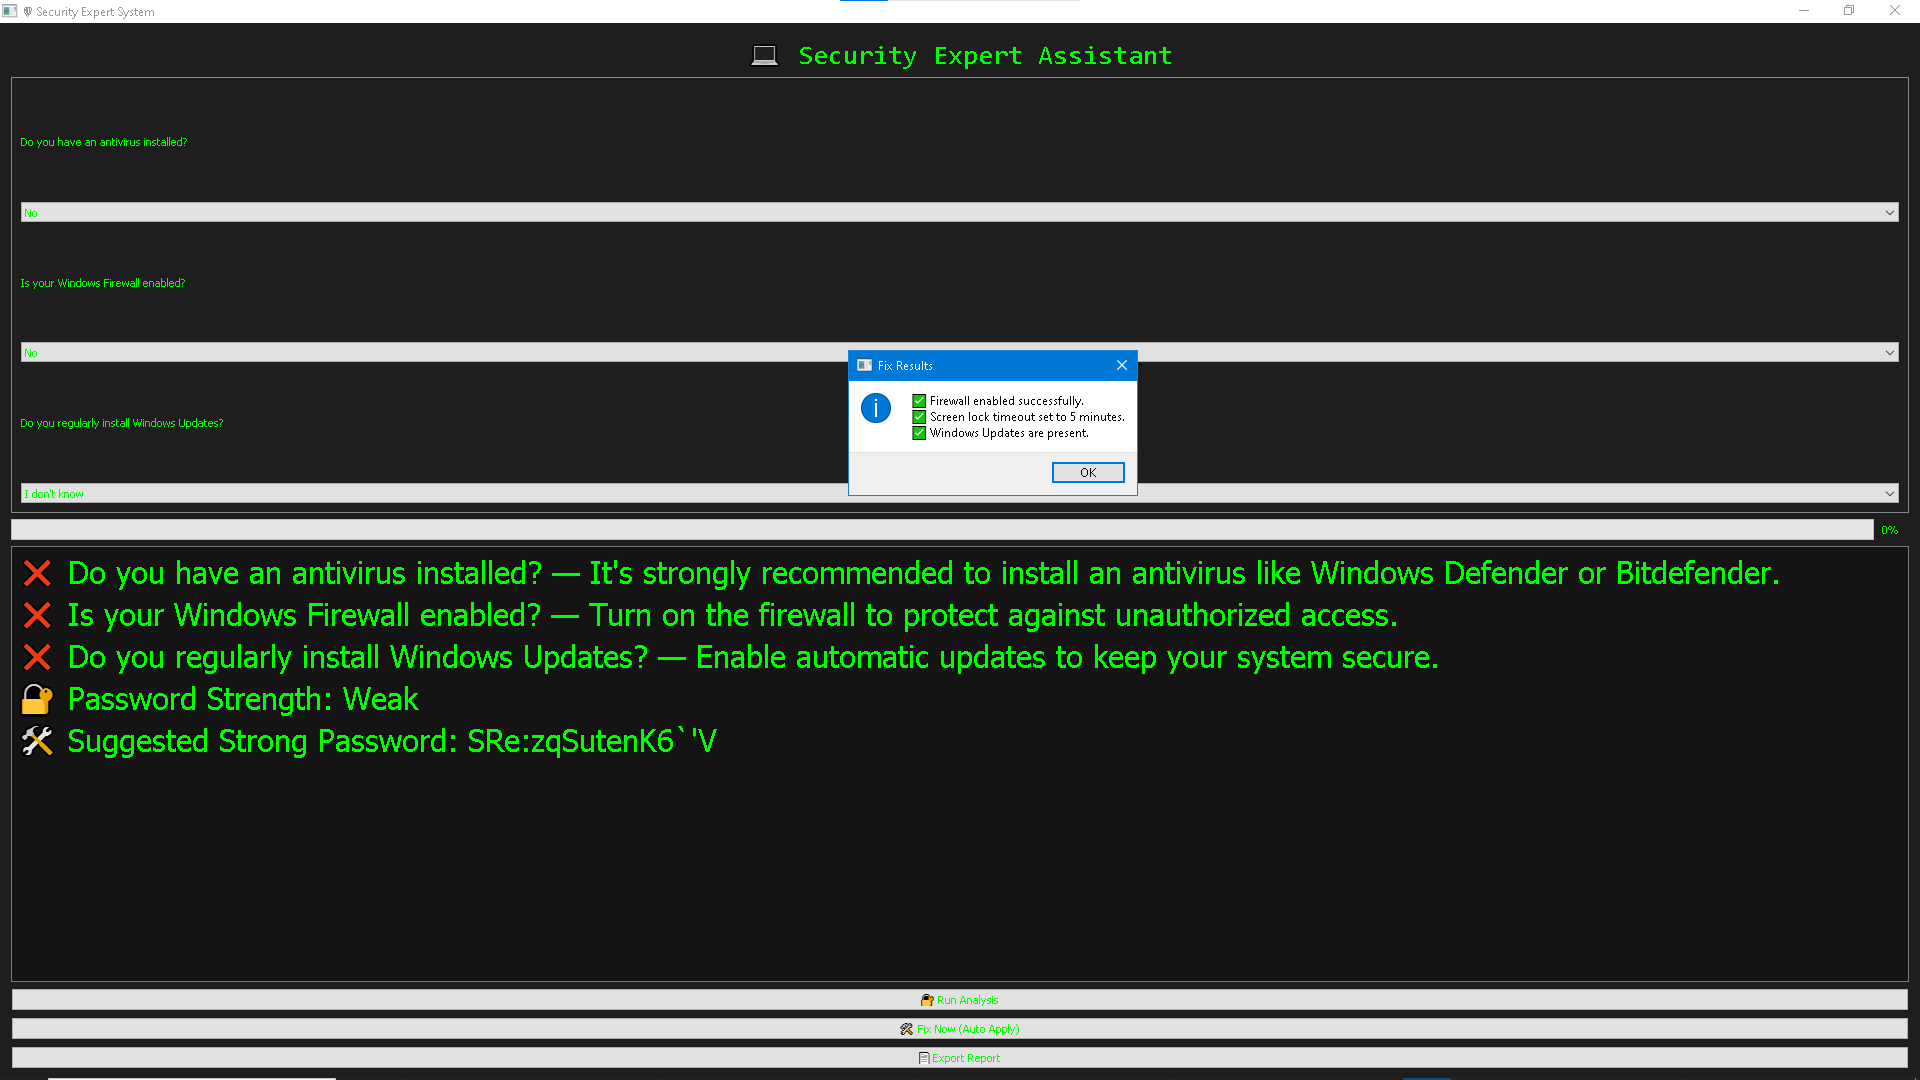 Security Expert System
Security Expert Assistant
Do you have an antivirus installed?
No
Is your Windows Firewall enabled?
No
Do you regularly install Windows Updates?
I don't know
Fix Results
Firewall enabled successfully.
Screen lock timeout set to 5 minutes.
Windows Updates are present.
OK
0%
Do you have an antivirus installed? — It's strongly recommended to install an antivirus like Windows Defender or Bitdefender.
Is your Windows Firewall enabled? — Turn on the firewall to protect against unauthorized access.
Do you regularly install Windows Updates? — Enable automatic updates to keep your system secure.
Password Strength: Weak
Suggested Strong Password: SRe:zqSutenK6`'V
Run Analysis
Fix Now (Auto Apply)
Export Report